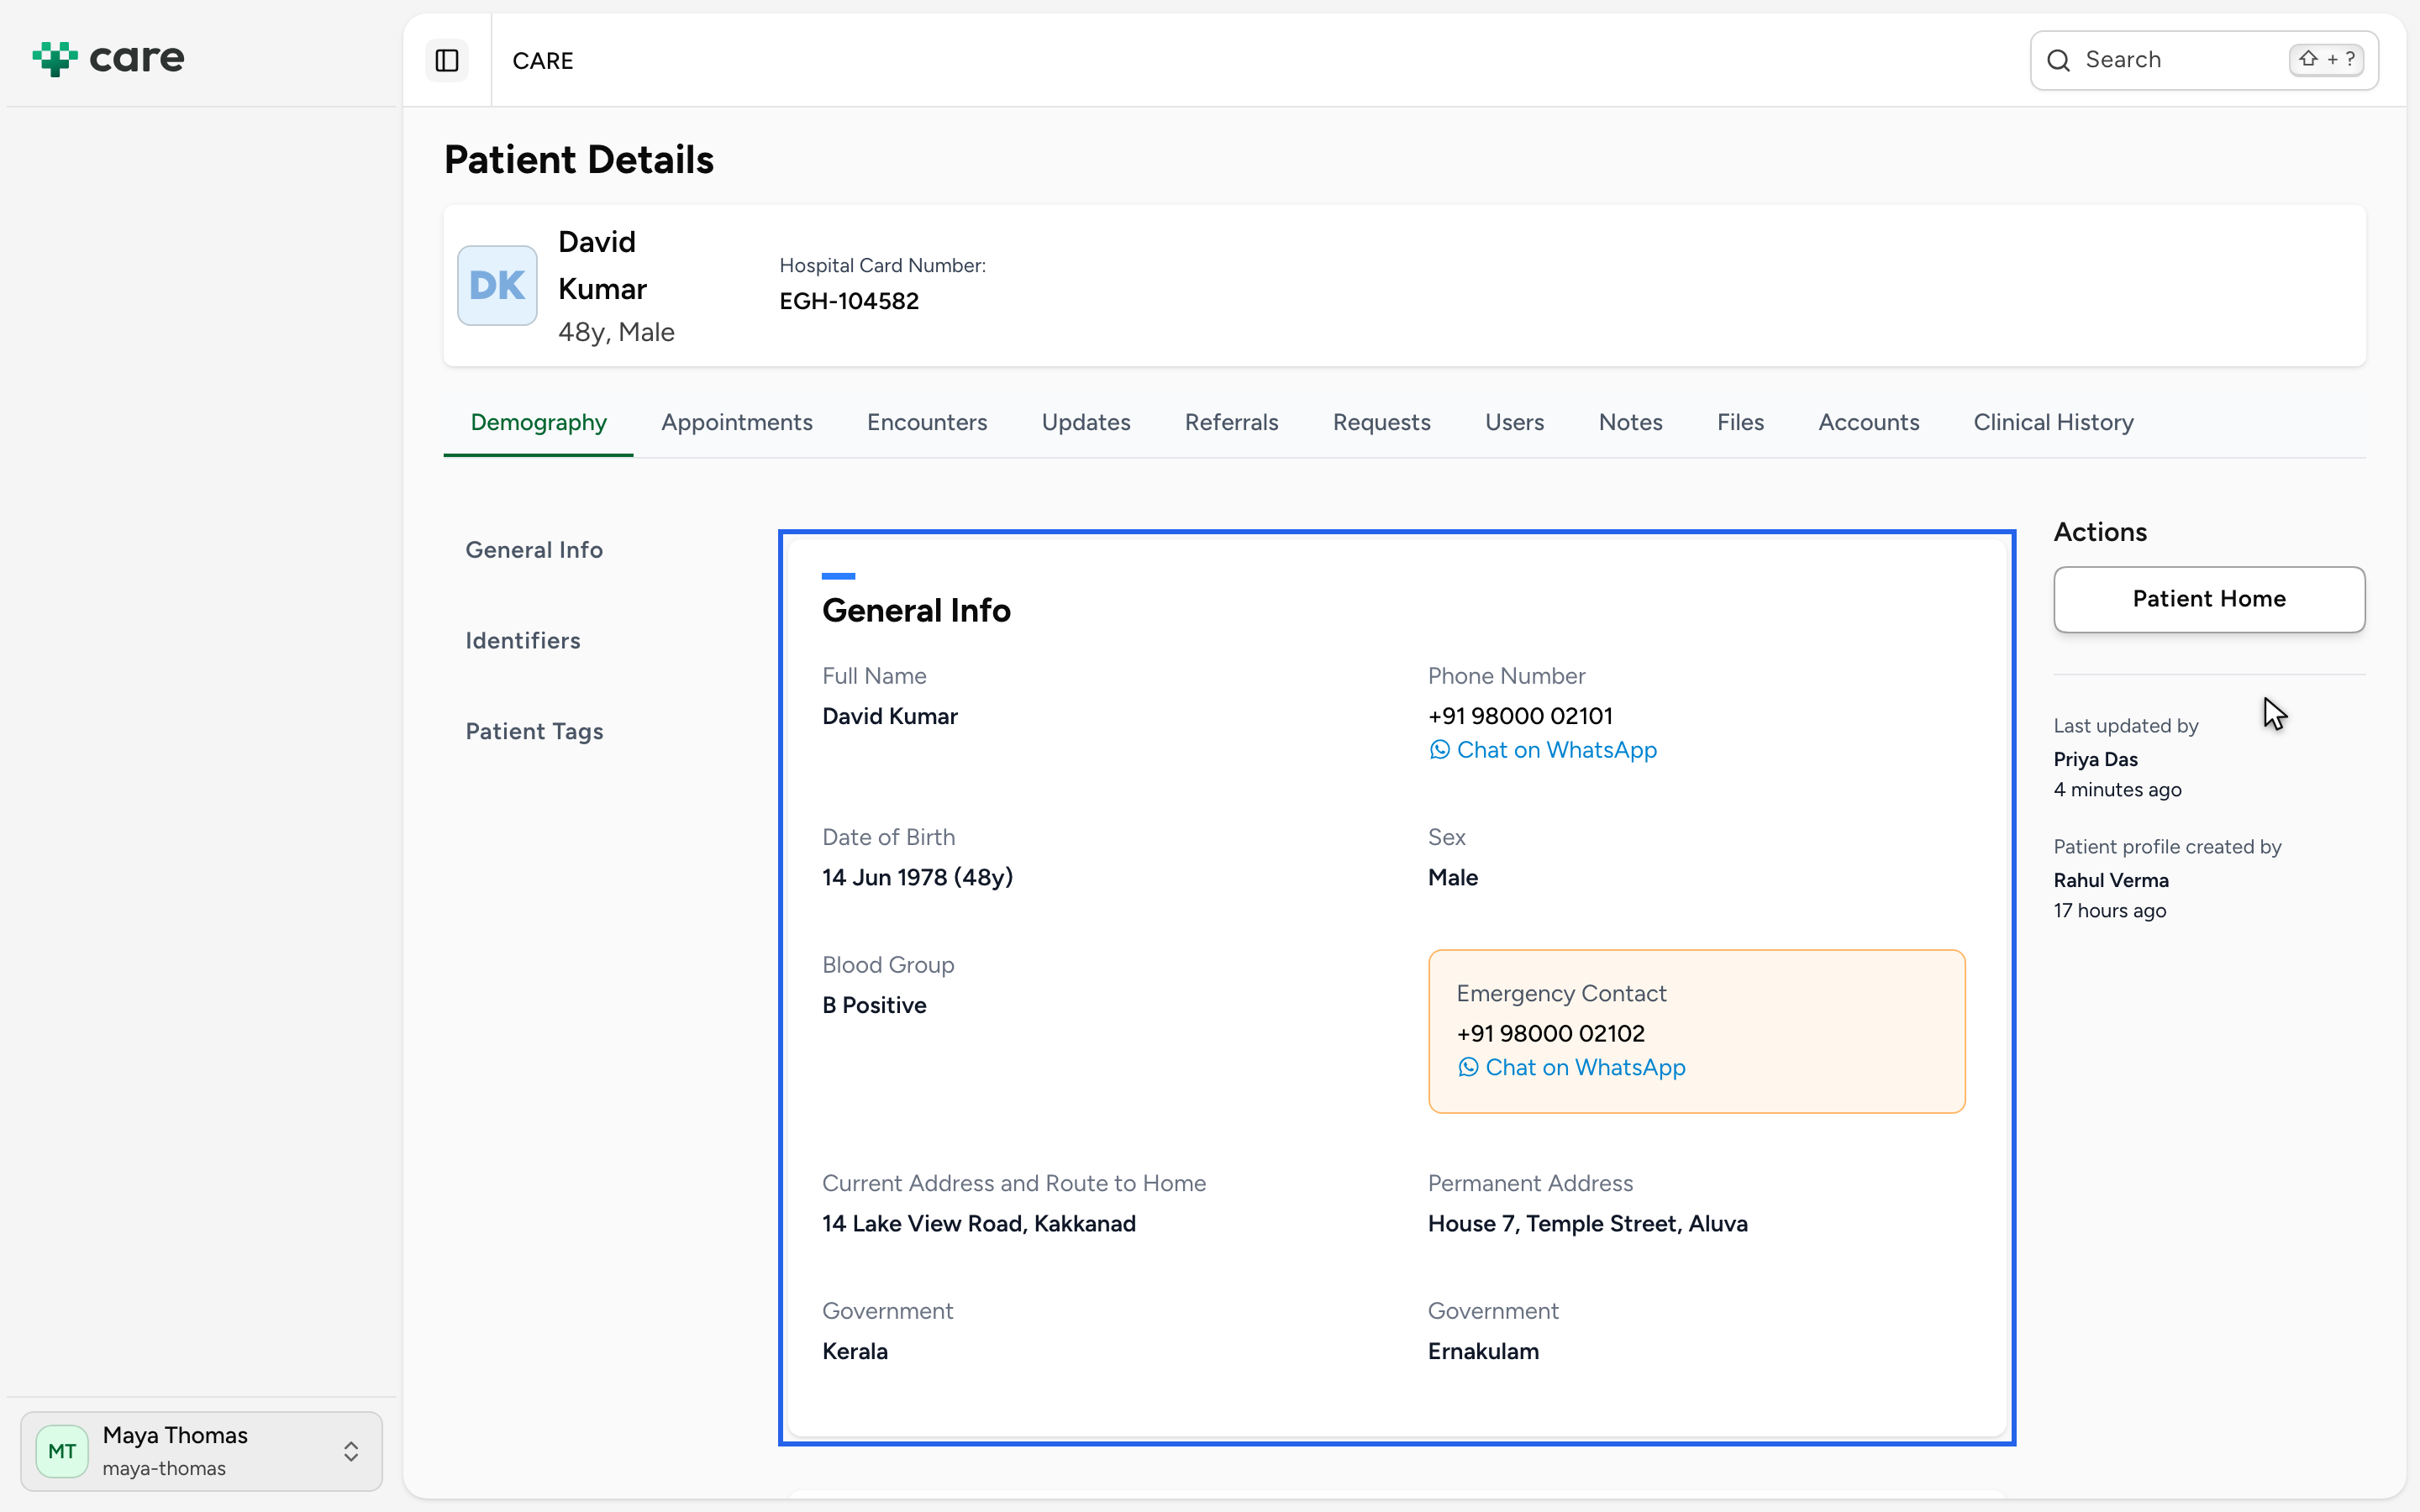 care
CARE
Search
⇧ + ?
Patient Details
DK
David
Kumar
48y, Male
Hospital Card Number:
EGH-104582
Demography
Appointments
Encounters
Updates
Referrals
Requests
Users
Notes
Files
Accounts
Clinical History
General Info
Identifiers
Patient Tags
General Info
Full Name
David Kumar
Phone Number
+91 98000 02101
Chat on WhatsApp
Date of Birth
14 Jun 1978 (48y)
Sex
Male
Blood Group
B Positive
Emergency Contact
+91 98000 02102
Chat on WhatsApp
Current Address and Route to Home
14 Lake View Road, Kakkanad
Permanent Address
House 7, Temple Street, Aluva
Government
Kerala
Government
Ernakulam
Actions
Patient Home
Last updated by
Priya Das
4 minutes ago
Patient profile created by
Rahul Verma
17 hours ago
MT
Maya Thomas
maya-thomas